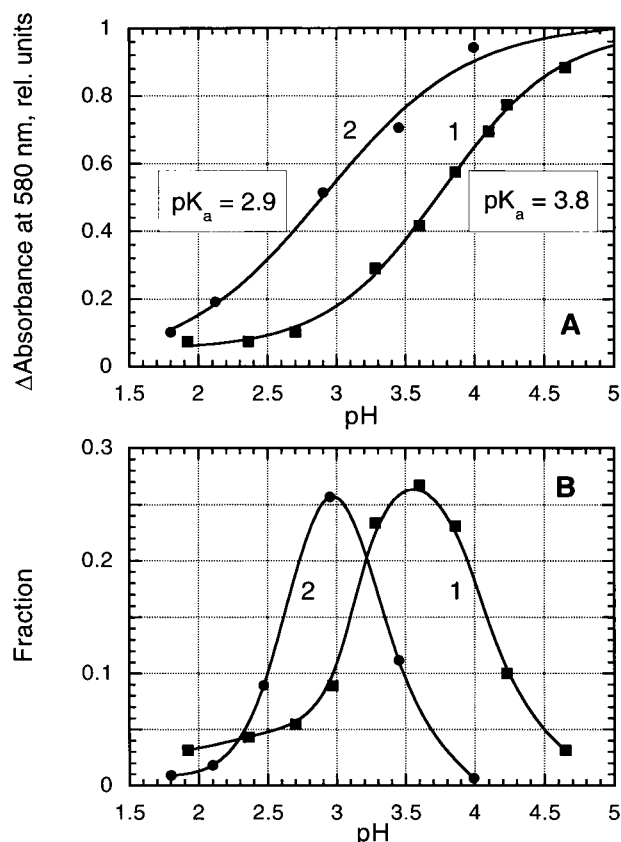 ΔAbsorbance at 580 nm, rel. units
1
0.8
0.6
0.4
0.2
0
2
1
pKa = 2.9
pKa = 3.8
A
1.5 2 2.5 3 3.5 4 4.5 5
pH
Fraction
0.3
0.2
0.1
0
B
2
1
1.5 2 2.5 3 3.5 4 4.5 5
pH